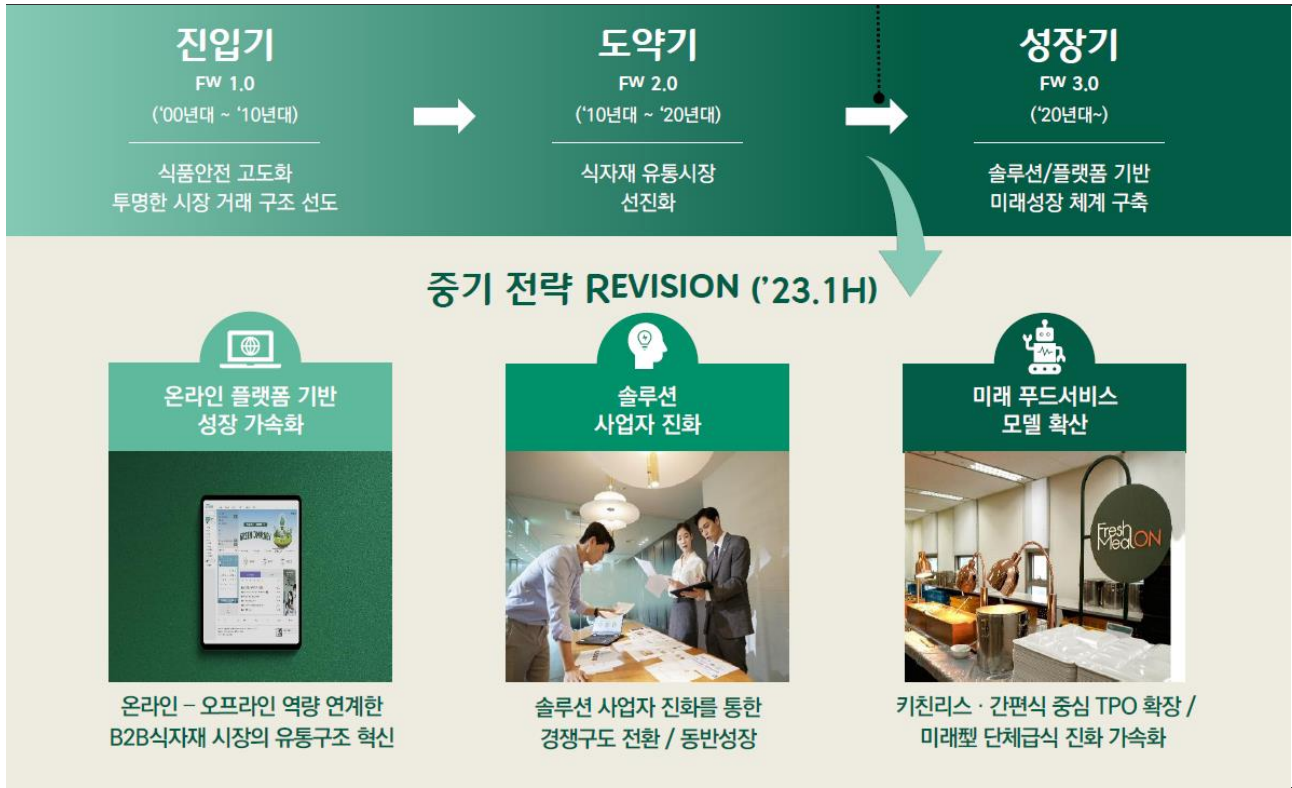 진입기
FW 1.0
(‘00년대 ~ ‘10년대)
식품안전 고도화
투명한 시장 거래 구조 선도
도약기
FW 2.0
(‘10년대 ~ ‘20년대)
식자재 유통시장
선진화
성장기
FW 3.0
(‘20년대~)
솔루션/플랫폼 기반
미래성장 체계 구축
중기 전략 REVISION (’23.1H)
온라인 플랫폼 기반
성장 가속화
온라인 – 오프라인 역량 연계한
B2B식자재 시장의 유통구조 혁신
솔루션
사업자 진화
솔루션 사업자 진화를 통한
경쟁구도 전환 / 동반성장
미래 푸드서비스
모델 확산
Fresh
MealON
키친리스 · 간편식 중심 TPO 확장 /
미래型 단체급식 진화 가속화